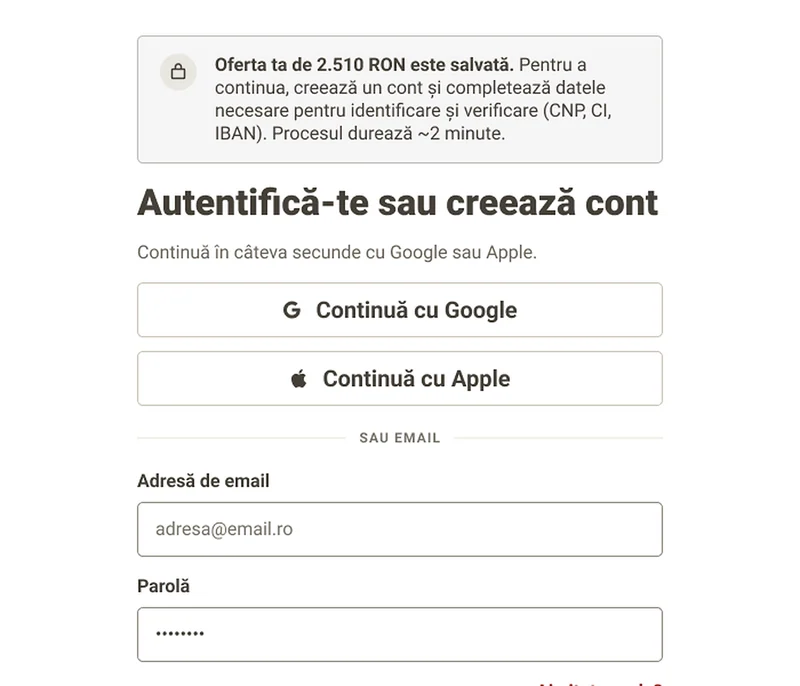 Oferta ta de 2.510 RON este salvată. Pentru a
continua, creează un cont și completează datele
necesare pentru identificare și verificare (CNP, CI,
IBAN). Procesul durează ~2 minute.
Autentifică-te sau creează cont
Continuă în câteva secunde cu Google sau Apple.
G Continuă cu Google
Continuă cu Apple
SAU EMAIL
Adresă de email
adresa@email.ro
Parolă
••••••••